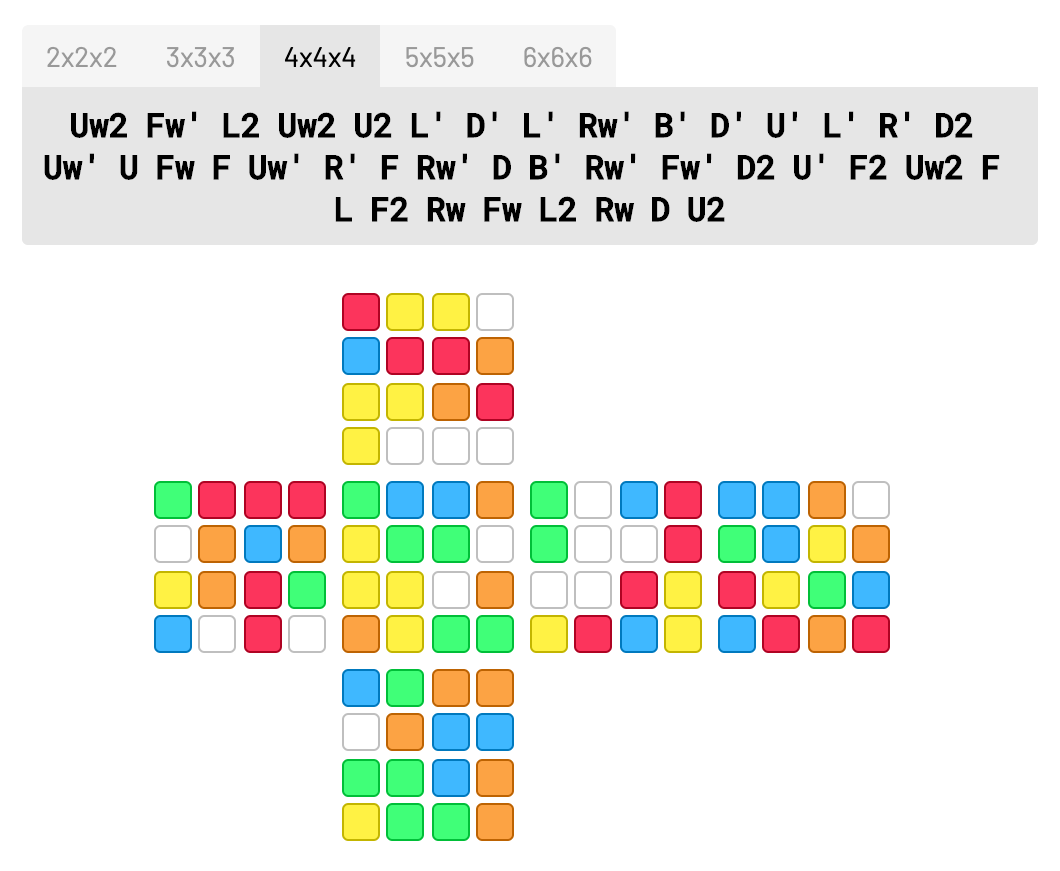 2x2x2 3x3x3 4x4x4 5x5x5 6x6x6
Uw2 Fw' L2 Uw2 U2 L' D' L' Rw' B' D' U' L' R' D2
Uw' U Fw F Uw' R' F Rw' D B' Rw' Fw' D2 U' F2 Uw2 F
L F2 Rw Fw L2 Rw D U2